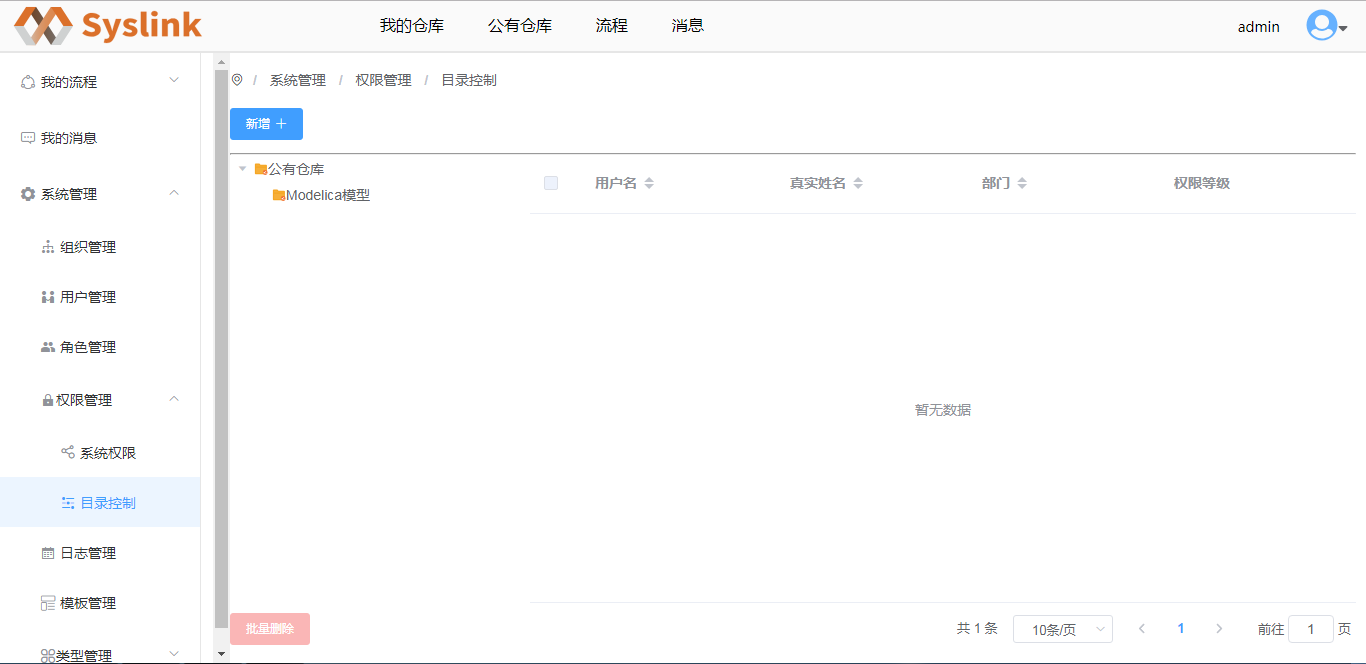 Syslink
我的仓库 公有仓库 流程 消息
admin
我的流程
我的消息
系统管理
组织管理
用户管理
角色管理
权限管理
系统权限
目录控制
日志管理
模板管理
类型管理
/ 系统管理 / 权限管理 / 目录控制
新增 +
公有仓库
Modelica模型
用户名 真实姓名 部门 权限等级
暂无数据
批量删除
共 1 条 10条/页 < 1 > 前往 1 页